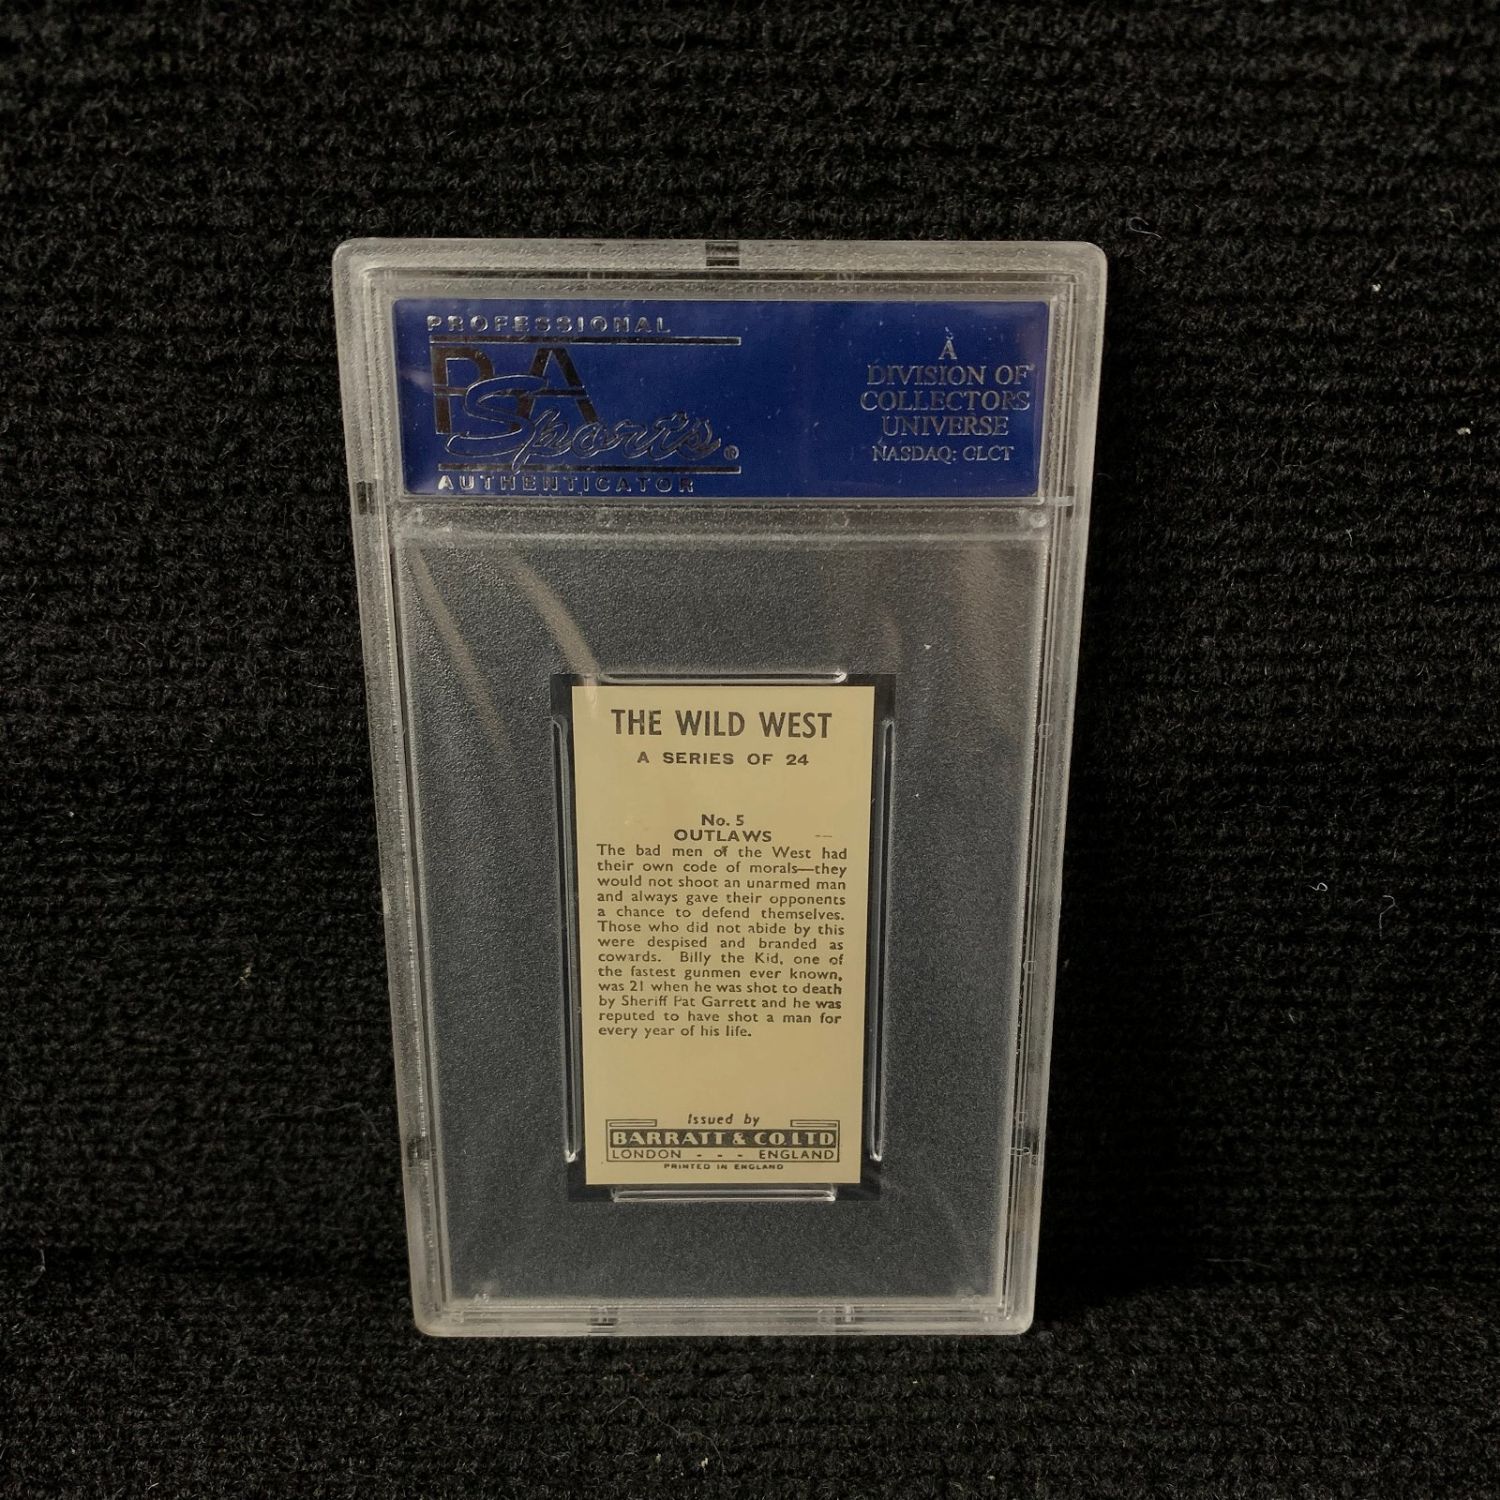 PROFESSIONAL
PSA
Sports®
AUTHENTICATOR
A
DIVISION OF
COLLECTORS
UNIVERSE
NASDAQ: CLCT
THE WILD WEST
A SERIES OF 24
No. 5
OUTLAWS
The bad men of the West had
their own code of morals—they
would not shoot an unarmed man
and always gave their opponents
a chance to defend themselves.
Those who did not abide by this
were despised and branded as
cowards. Billy the Kid, one of
the fastest gunmen ever known,
was 21 when he was shot to death
by Sheriff Pat Garrett and he was
reputed to have shot a man for
every year of his life.
Issued by
BARRATT & CO LTD
LONDON - - - ENGLAND
PRINTED IN ENGLAND